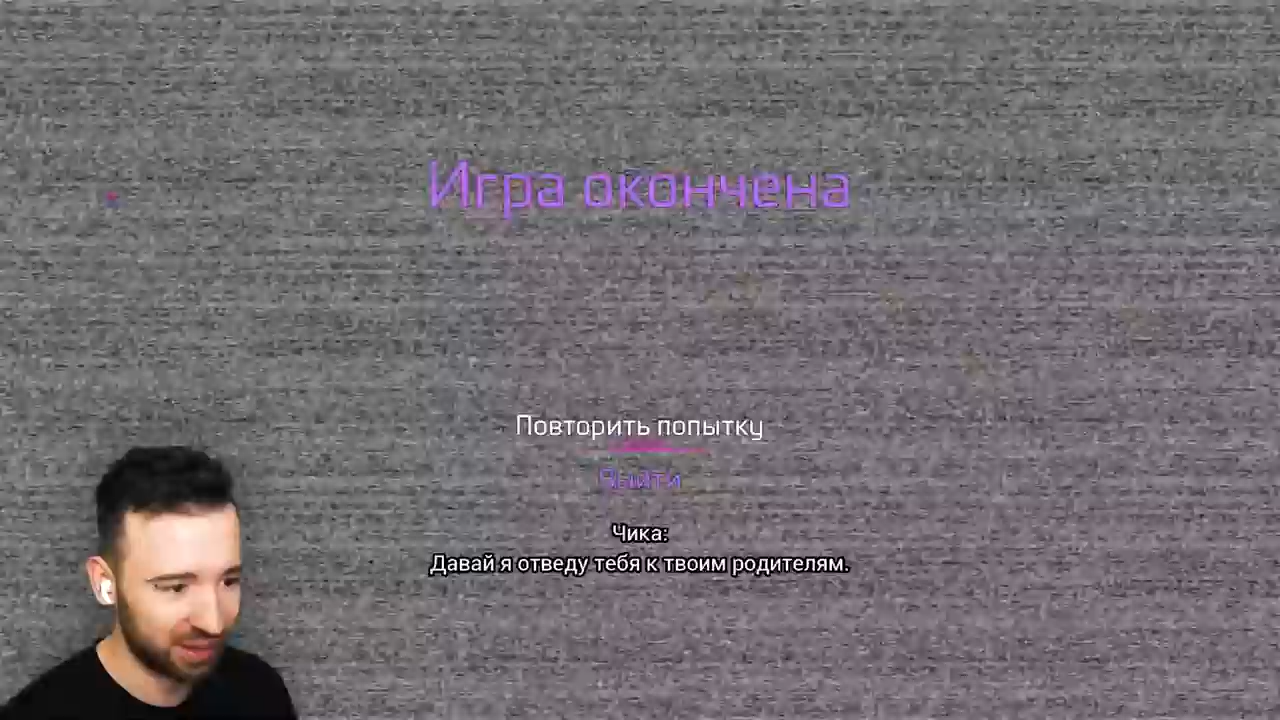 Игра окончена
Повторить попытку
Выйти
Чика:
Давай я отведу тебя к твоим родителям.